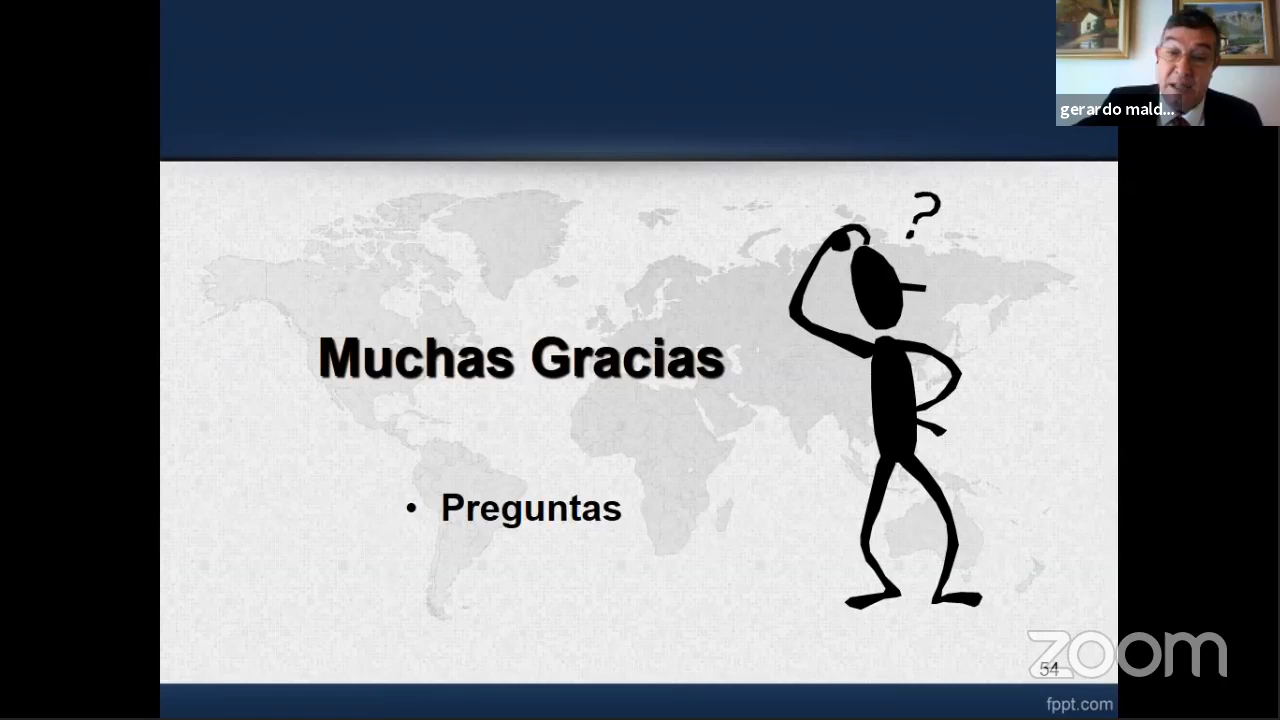 gerardo mald...
?
Muchas Gracias
• Preguntas
zoom
54
fppt.com